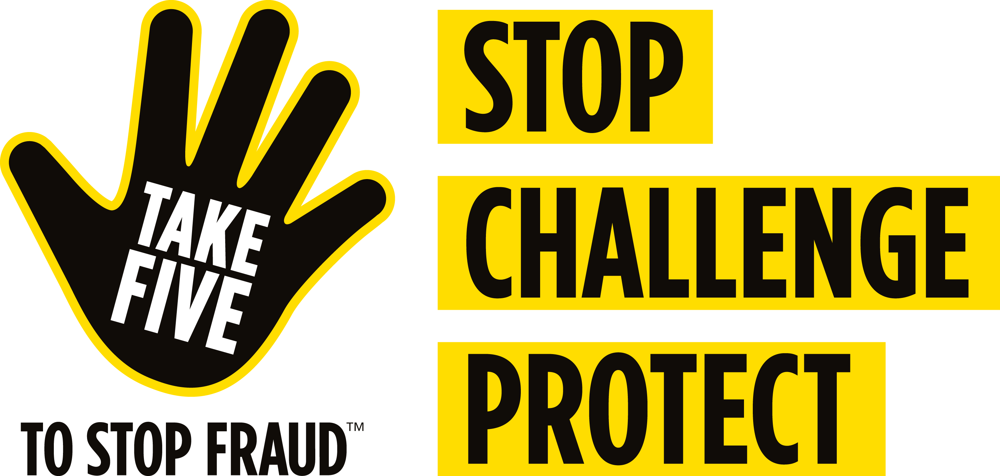 TAKE
FIVE
TO STOP FRAUD™
STOP
CHALLENGE
PROTECT